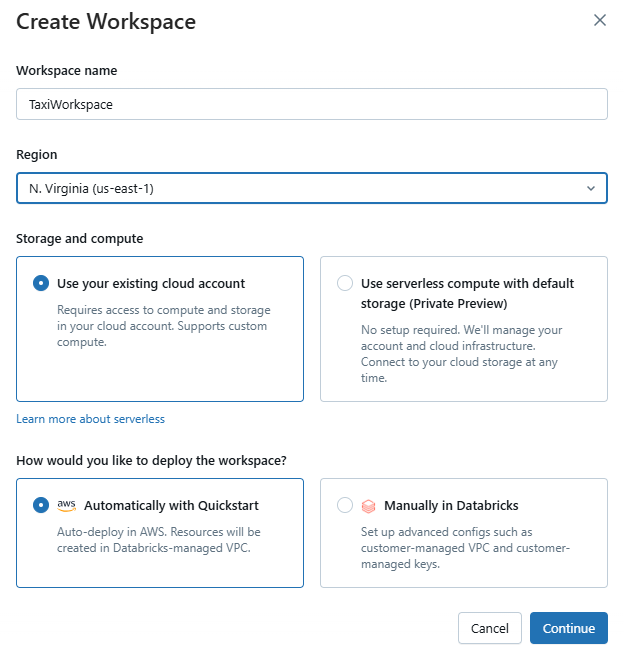 Create Workspace
Workspace name
TaxiWorkspace
Region
N. Virginia (us-east-1)
Storage and compute
Use your existing cloud account
Requires access to compute and storage
in your cloud account. Supports custom
compute.
Use serverless compute with default
storage (Private Preview)
No setup required. We'll manage your
account and cloud infrastructure.
Connect to your cloud storage at any
time.
Learn more about serverless
How would you like to deploy the workspace?
aws Automatically with Quickstart
Auto-deploy in AWS. Resources will be
created in Databricks-managed VPC.
Manually in Databricks
Set up advanced configs such as
customer-managed VPC and customer-
managed keys.
Cancel
Continue